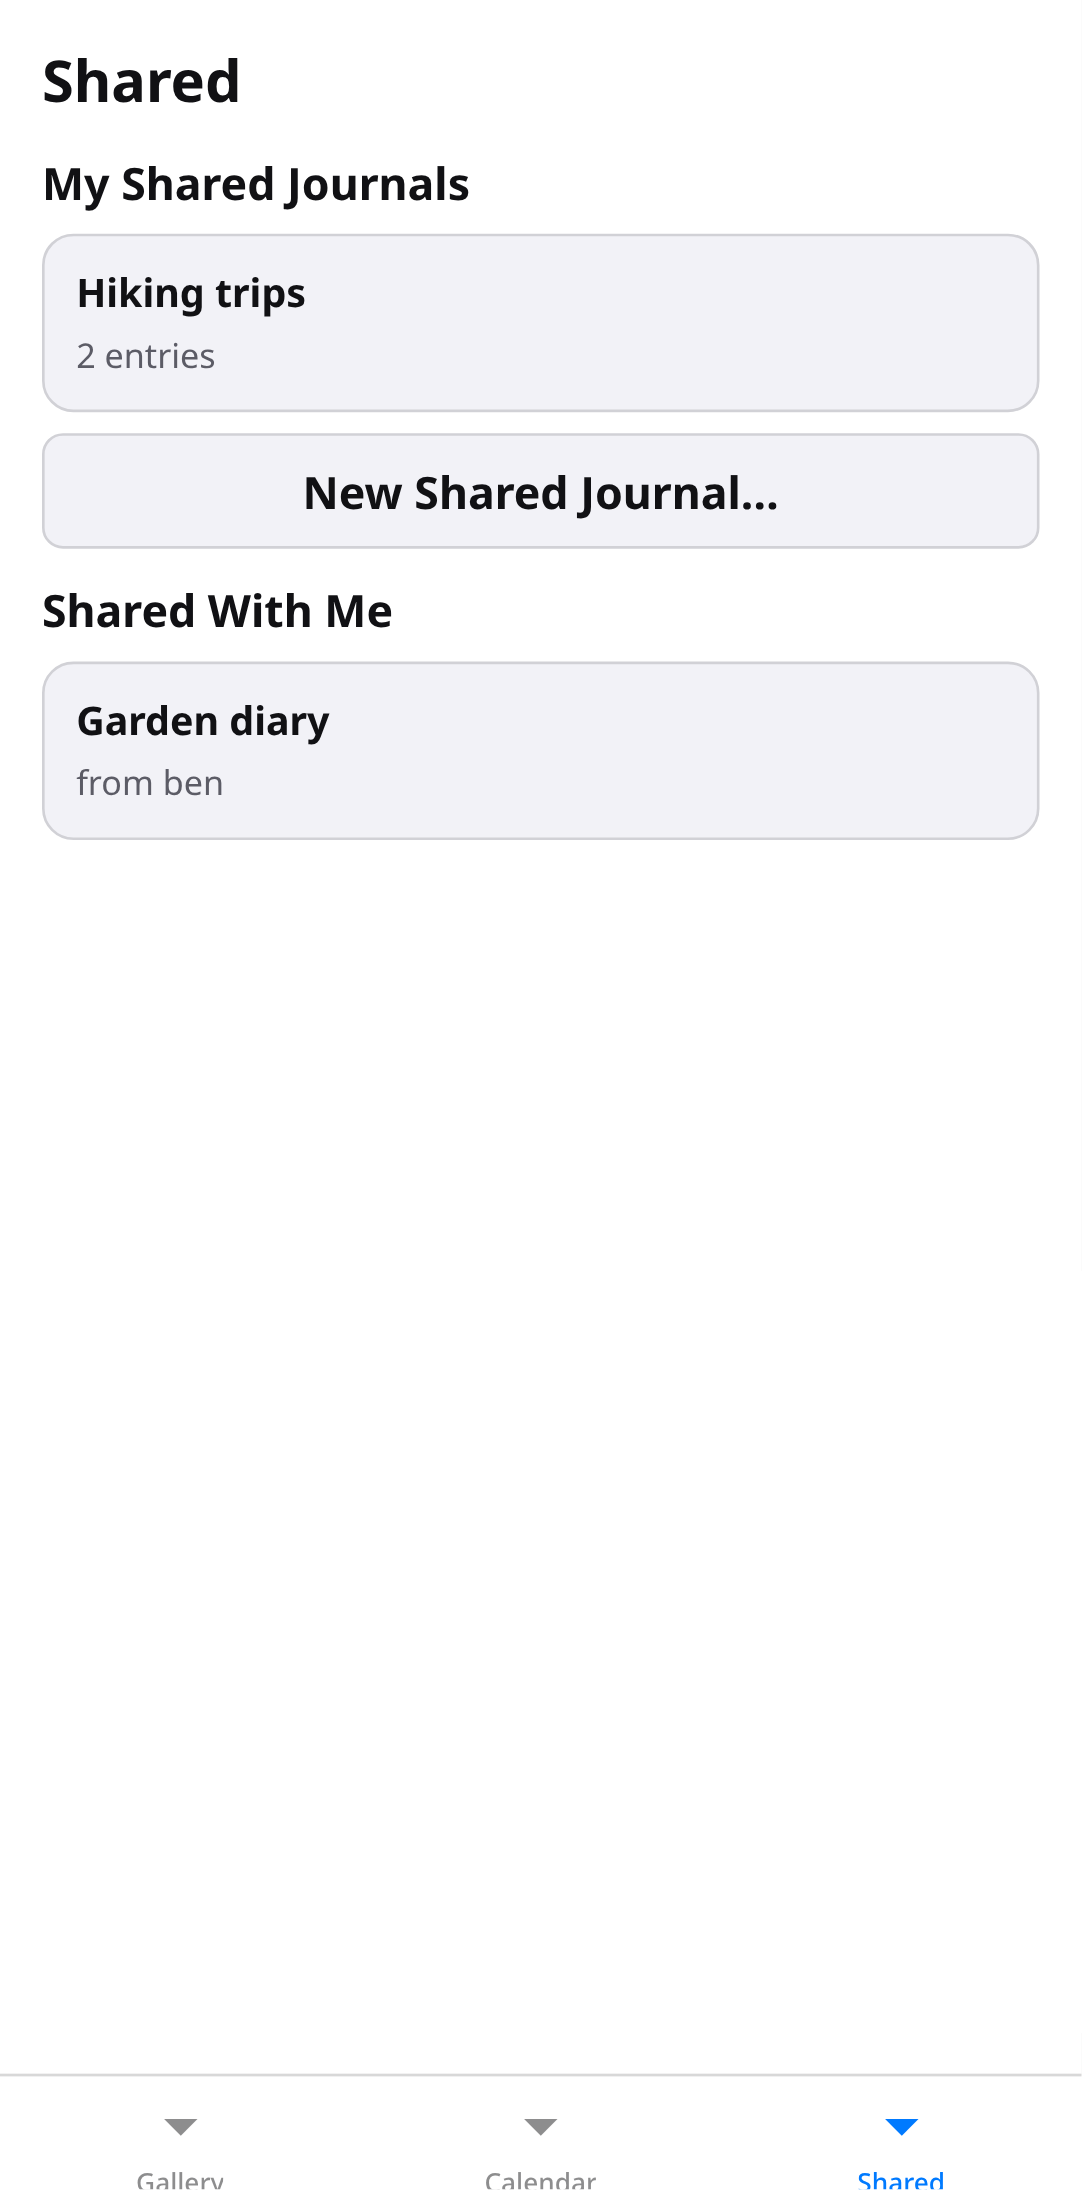 Shared
My Shared Journals
Hiking trips
2 entries
New Shared Journal...
Shared With Me
Garden diary
from ben
Gallery
Calendar
Shared